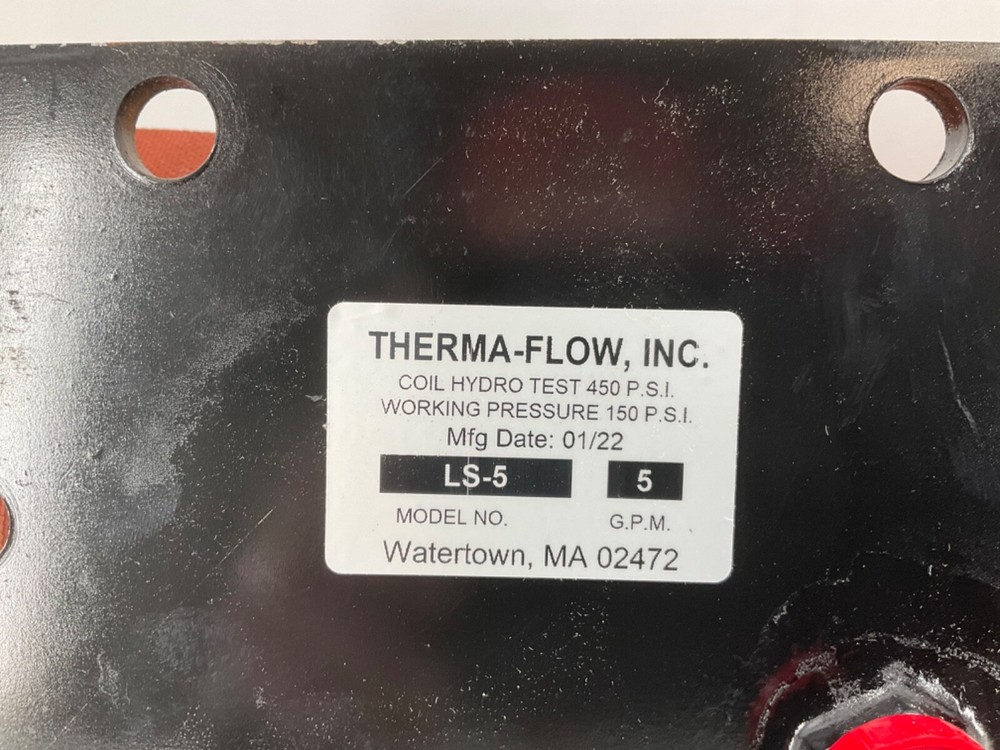 THERMA-FLOW, INC.
COIL HYDRO TEST 450 P.S.I.
WORKING PRESSURE 150 P.S.I.
Mfg Date: 01/22
LS-5 5
MODEL NO. G.P.M.
Watertown, MA 02472